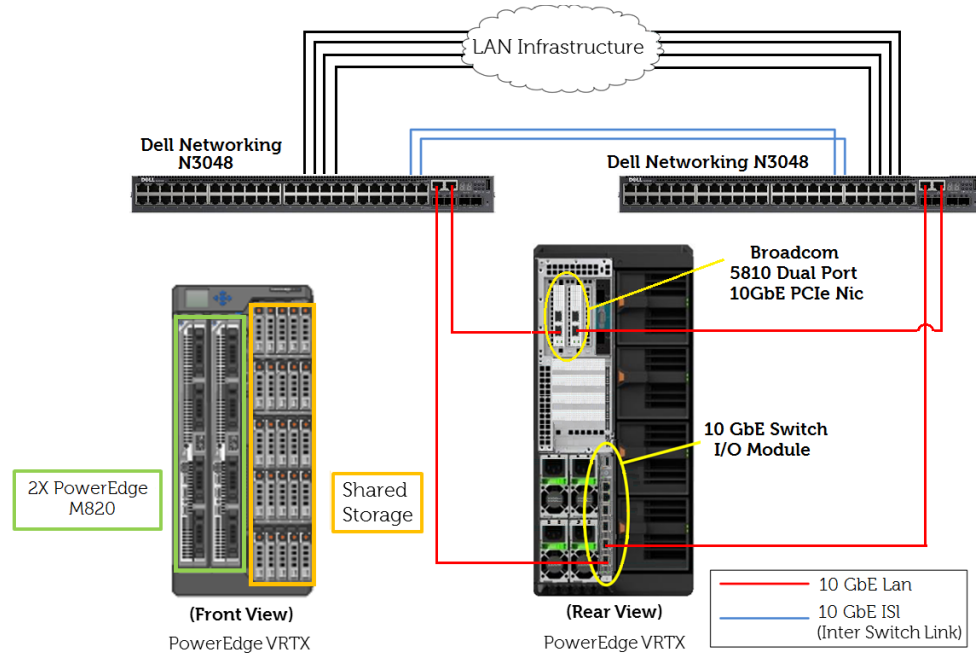 LAN Infrastructure
Dell Networking
N3048
Dell Networking N3048
DELL
DELL
Broadcom
5810 Dual Port
10GbE PCIe Nic
10 GbE Switch
I/O Module
2X PowerEdge
M820
Shared
Storage
(Front View)
PowerEdge VRTX
(Rear View)
PowerEdge VRTX
10 GbE Lan
10 GbE ISl
(Inter Switch Link)